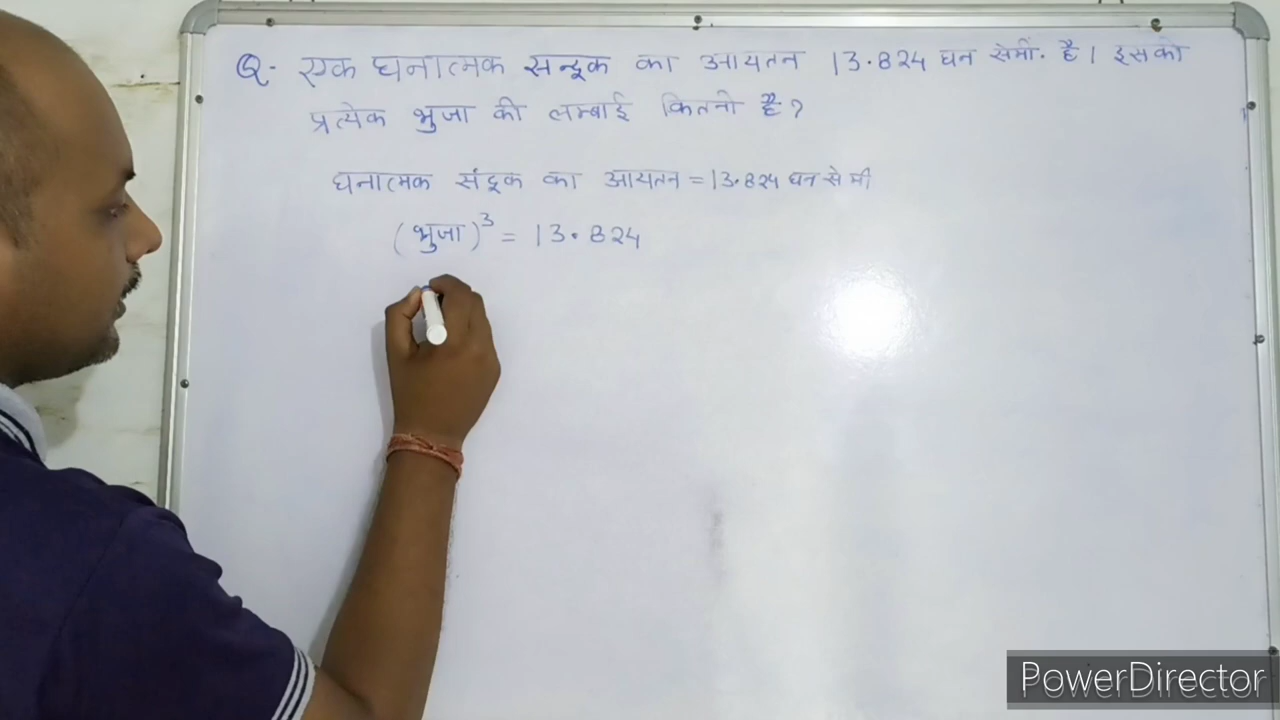 Q- एक घनात्मक सन्दूक का आयतन 13.824 घन सेमी. है। इसकी
प्रत्येक भुजा की लम्बाई कितनी है?
घनात्मक संदूक का आयतन = 13.824 घन से मी
(भुजा)³ = 13.824
PowerDirector